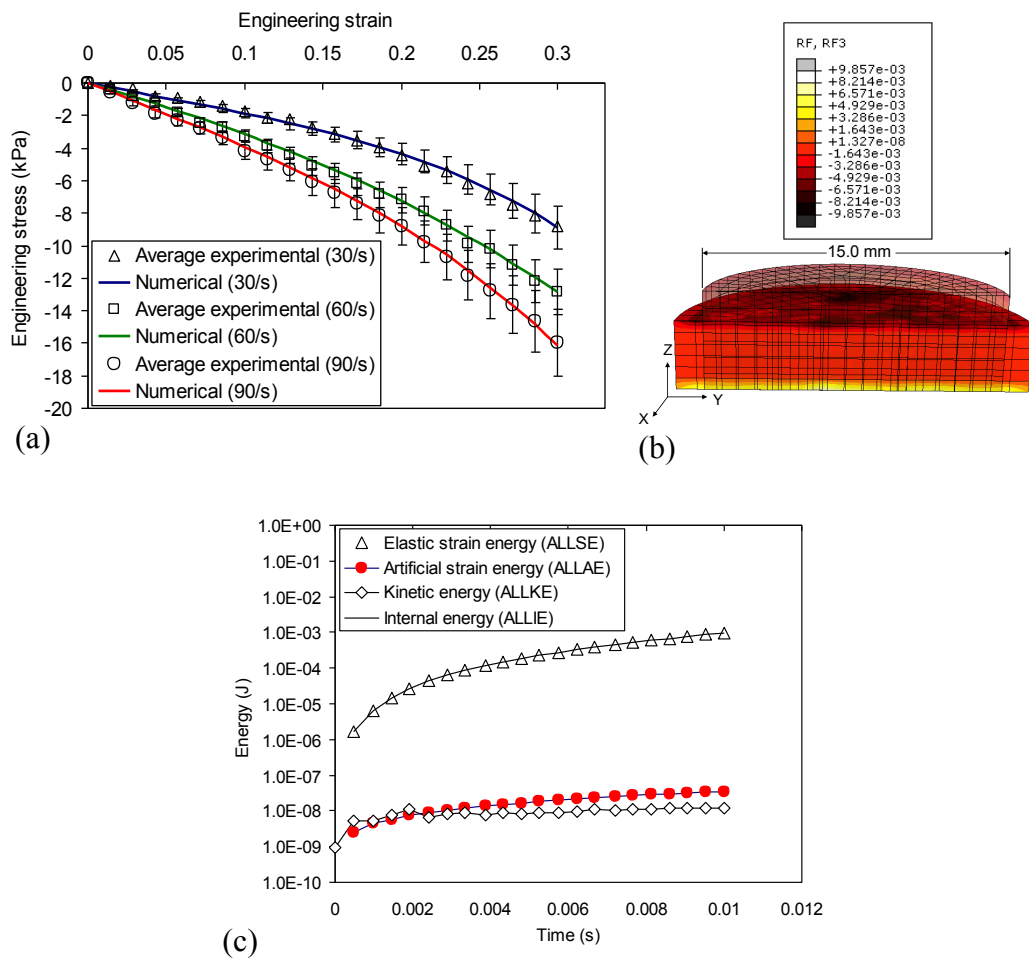 Engineering strain
0 0.05 0.1 0.15 0.2 0.25 0.3
0
-2
-4
-6
-8
-10
-12
-14
-16
-18
-20
Engineering stress (kPa)
Average experimental (30/s)
Numerical (30/s)
Average experimental (60/s)
Numerical (60/s)
Average experimental (90/s)
Numerical (90/s)
(a)
RF, RF3
+9.857e-03
+8.214e-03
+6.571e-03
+4.929e-03
+3.286e-03
+1.643e-03
+1.327e-08
-1.643e-03
-3.286e-03
-4.929e-03
-6.571e-03
-8.214e-03
-9.857e-03
15.0 mm
Z
Y
X
(b)
1.0E+00
1.0E-01
1.0E-02
1.0E-03
1.0E-04
1.0E-05
1.0E-06
1.0E-07
1.0E-08
1.0E-09
1.0E-10
Energy (J)
Elastic strain energy (ALLSE)
Artificial strain energy (ALLAE)
Kinetic energy (ALLKE)
Internal energy (ALLIE)
0 0.002 0.004 0.006 0.008 0.01 0.012
Time (s)
(c)